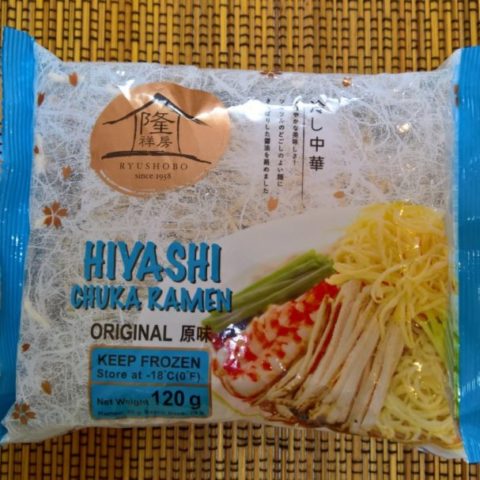 隆
祥房
RYUSHOBO
since 1958
冷し中華
HIYASHI
CHUKA RAMEN
ORIGINAL 原味
KEEP FROZEN
Store at -18°C(0°F)
Net Weight 120 g